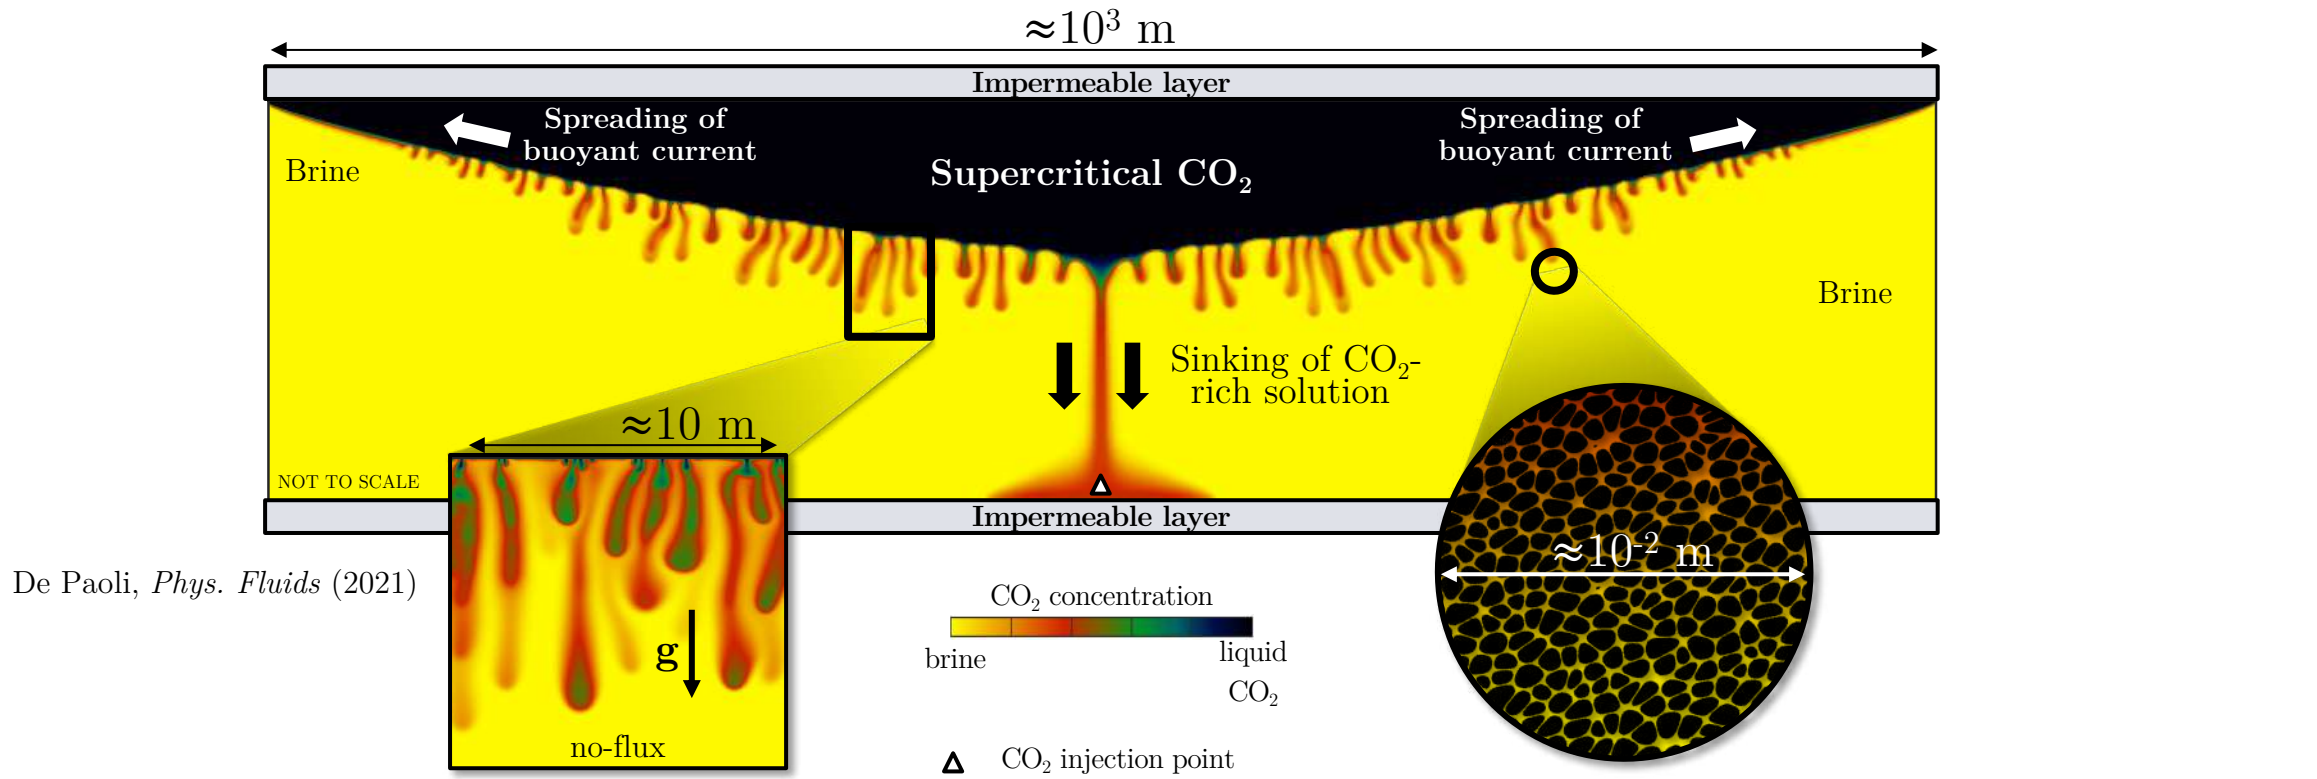 ≈10³ m
Impermeable layer
Spreading of
buoyant current
Spreading of
buoyant current
Supercritical CO₂
Brine
Brine
Sinking of CO₂-
rich solution
≈10 m
NOT TO SCALE
Impermeable layer
≈10⁻² m
De Paoli, Phys. Fluids (2021)
g
no-flux
CO₂ concentration
brine
liquid
CO₂
CO₂ injection point